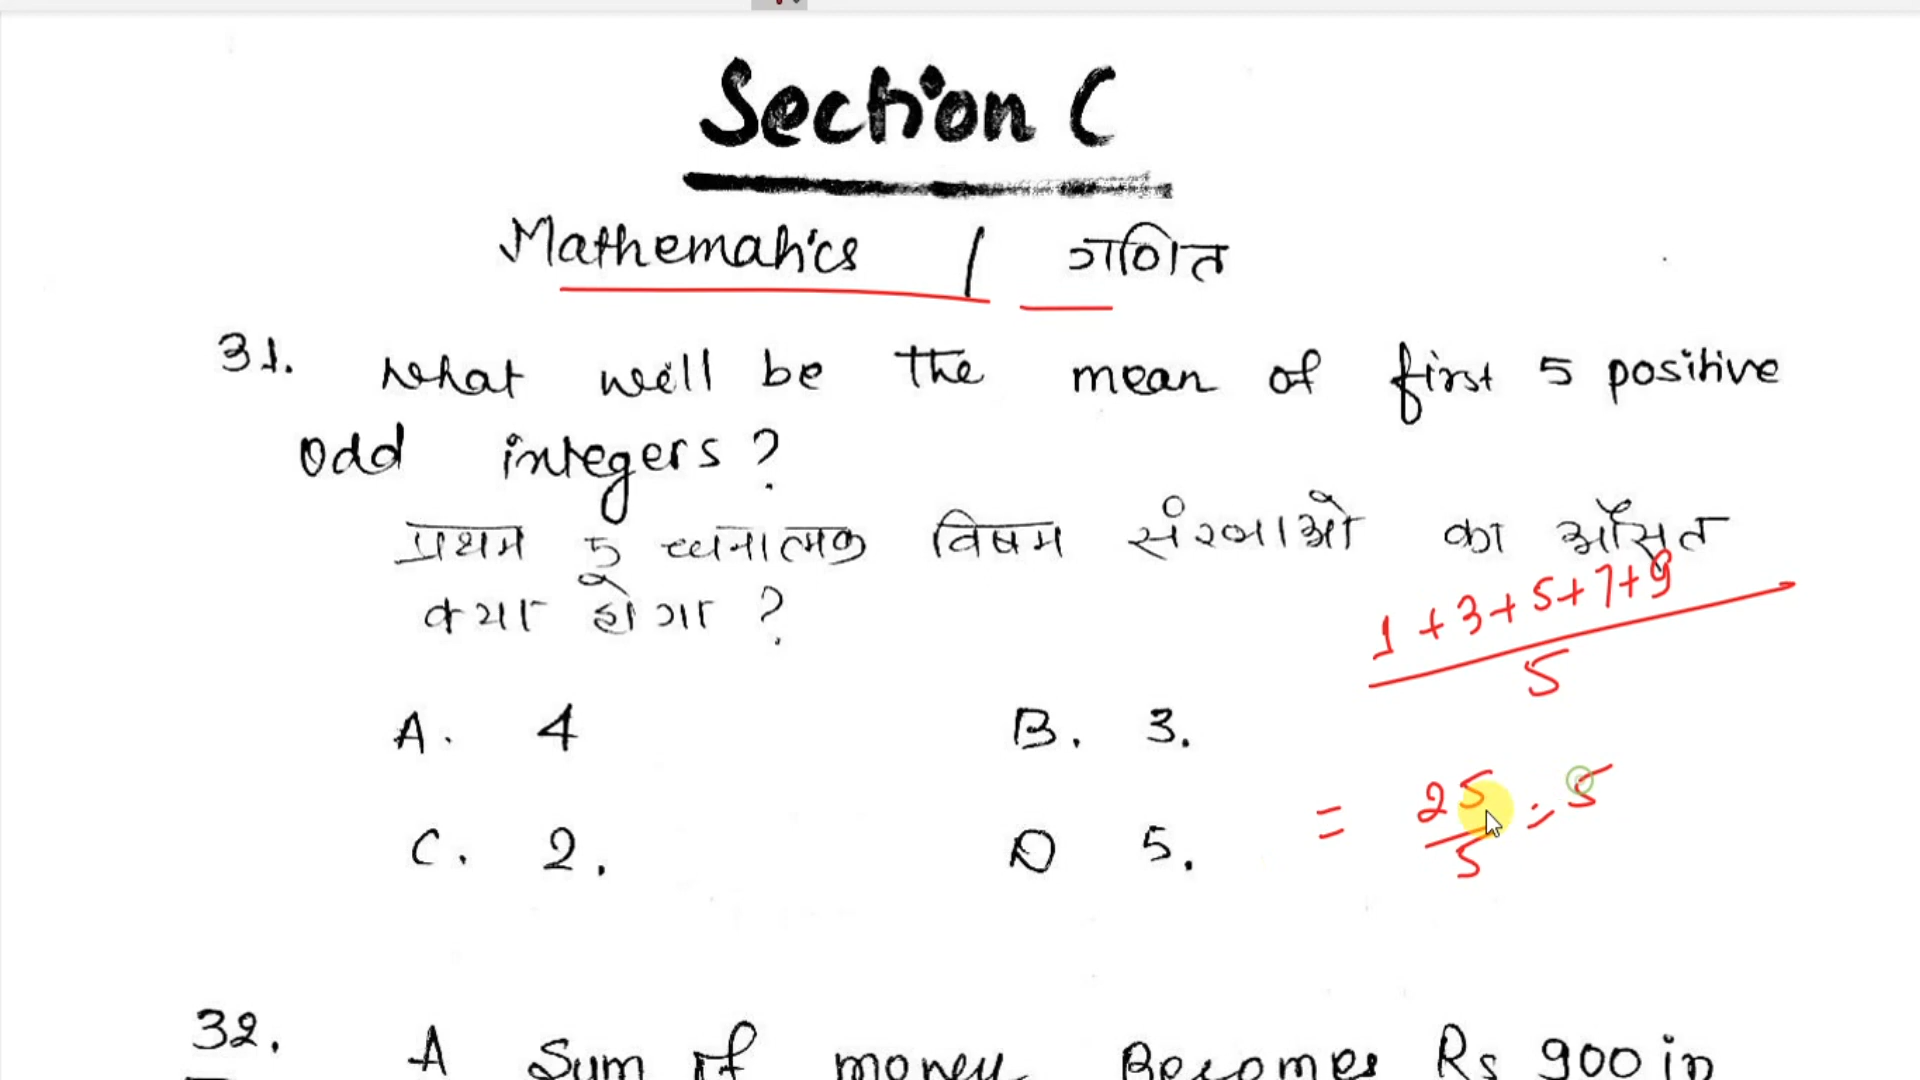 Section C
Mathematics / गणित
31. What will be the mean of first 5 positive
odd integers?
प्रथम 5 धनात्मक विषम संख्याओ का औसत
क्या होगा ?
1+3+5+7+9
5
A. 4 B. 3.
= 25/5 = 5
C. 2. D 5.
32. A Sum of money Becomes Rs 900 in